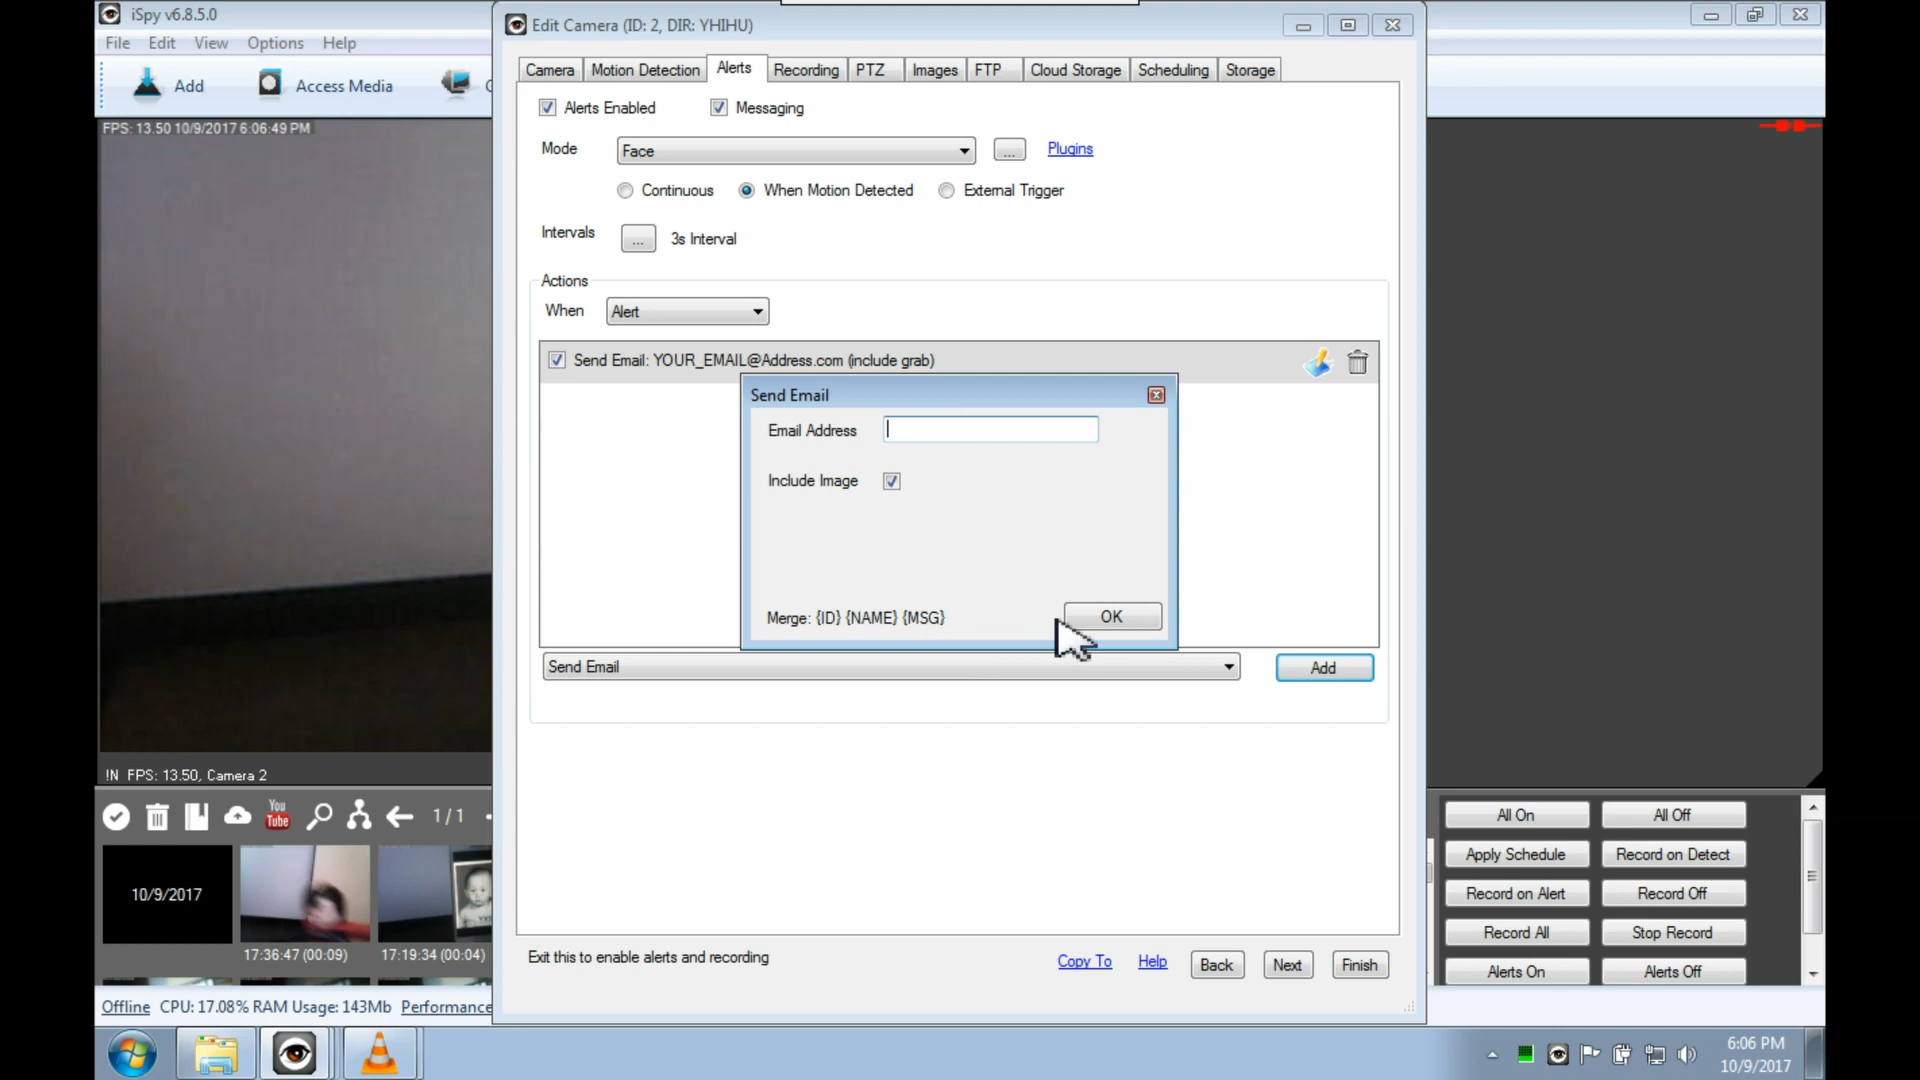 iSpy v6.8.5.0
File Edit View Options Help
Add Access Media
FPS: 13.50 10/9/2017 6:06:49 PM
Edit Camera (ID: 2, DIR: YHIHU)
Camera Motion Detection Alerts Recording PTZ Images FTP Cloud Storage Scheduling Storage
Alerts Enabled Messaging
Mode Face ... Plugins
Continuous When Motion Detected External Trigger
Intervals ... 3s Interval
Actions
When Alert
Send Email: YOUR_EMAIL@Address.com (include grab)
Send Email
Email Address
Include Image
Merge: {ID} {NAME} {MSG} OK
Send Email Add
Exit this to enable alerts and recording
Copy To Help Back Next Finish
!N FPS: 13.50, Camera 2
You Tube 1/1
10/9/2017
17:36:47 (00:09) 17:19:34 (00:04)
Offline CPU: 17.08% RAM Usage: 143Mb Performance
All On All Off
Apply Schedule Record on Detect
Record on Alert Record Off
Record All Stop Record
Alerts On Alerts Off
6:06 PM
10/9/2017